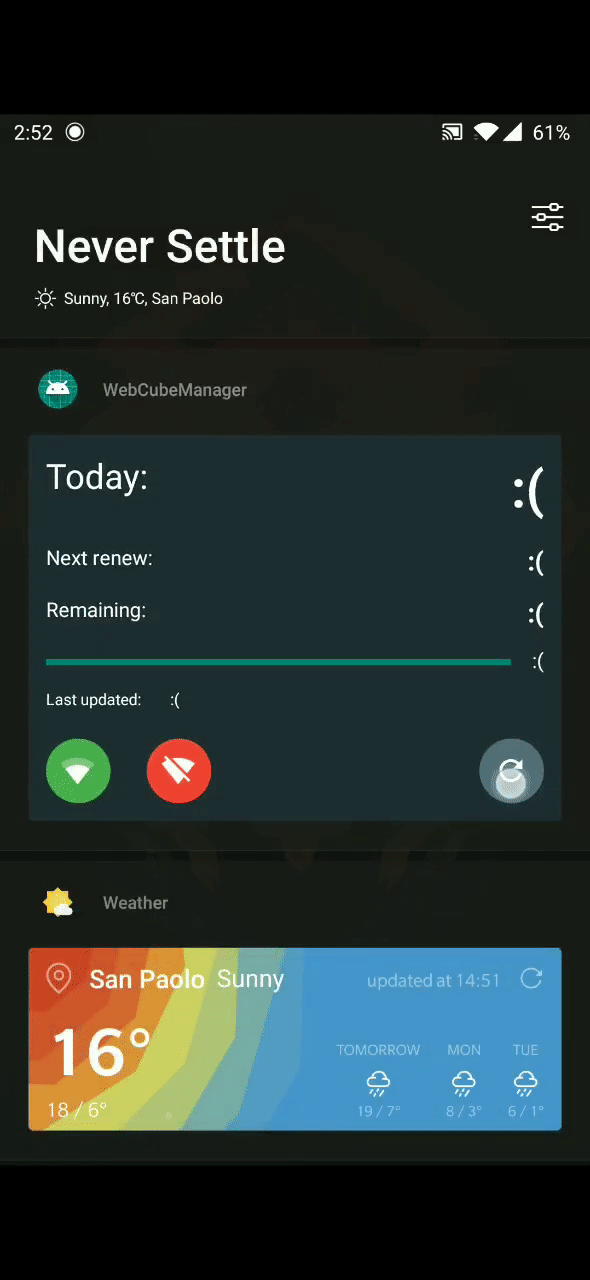 2:52 61%
Never Settle
Sunny, 16°C, San Paolo
WebCubeManager
Today: :(
Next renew: :(
Remaining: :(
:(
Last updated: :(
Weather
San Paolo Sunny updated at 14:51
16°
TOMORROW MON TUE
18 / 6° 19 / 7° 8 / 3° 6 / 1°